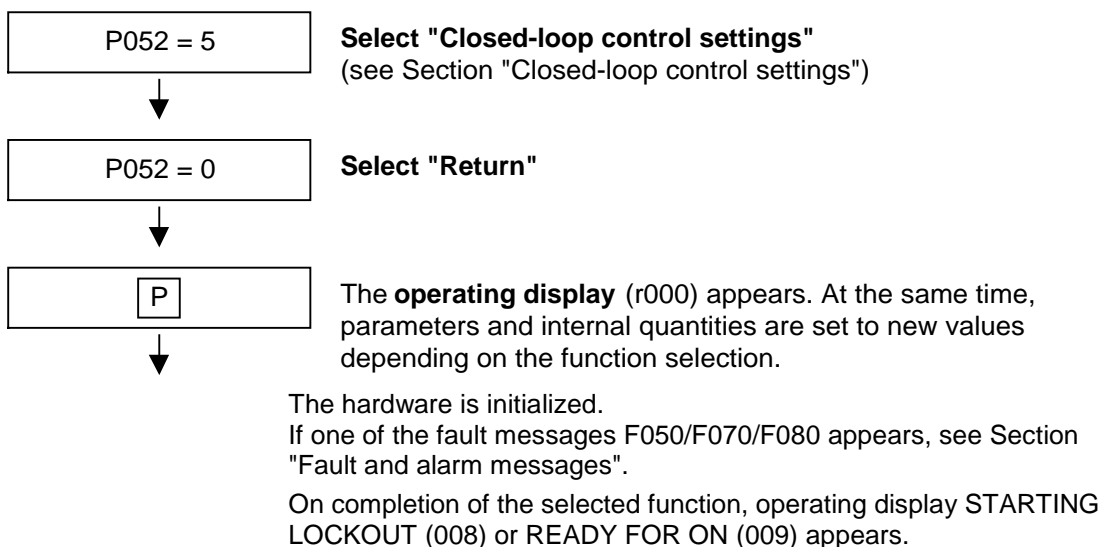 P052 = 5
Select "Closed-loop control settings"
(see Section "Closed-loop control settings")
P052 = 0
Select "Return"
P
The operating display (r000) appears. At the same time,
parameters and internal quantities are set to new values
depending on the function selection.
The hardware is initialized.
If one of the fault messages F050/F070/F080 appears, see Section
"Fault and alarm messages".
On completion of the selected function, operating display STARTING
LOCKOUT (008) or READY FOR ON (009) appears.